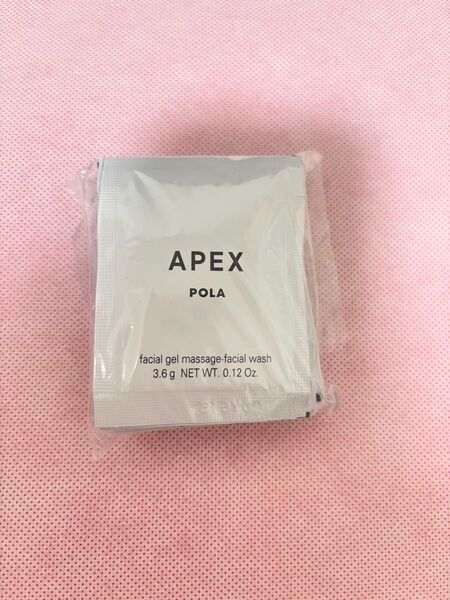 APEX
POLA
facial gel massage·facial wash
3.6 g NET WT. 0.12 Oz.